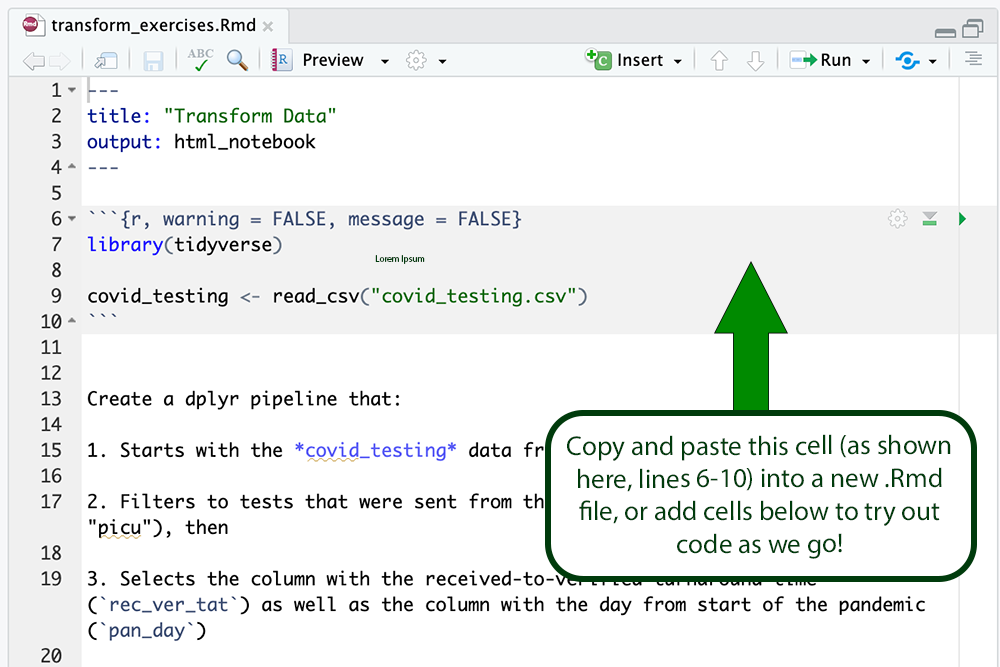 Rmd transform_exercises.Rmd
ABC R Preview C Insert Run
1 ---
2 title: "Transform Data"
3 output: html_notebook
4 ---
5
6 ```{r, warning = FALSE, message = FALSE}
7 library(tidyverse)
Lorem Ipsum
8
9 covid_testing <- read_csv("covid_testing.csv")
10 ```
11
12
13 Create a dplyr pipeline that:
14
15 1. Starts with the *covid_testing* data fr
16
17 2. Filters to tests that were sent from th
"picu"), then
18
19 3. Selects the column with the received-to-verified turnaround time
(`rec_ver_tat`) as well as the column with the day from start of the pandemic
(`pan_day`)
20
Copy and paste this cell (as shown
here, lines 6-10) into a new .Rmd
file, or add cells below to try out
code as we go!